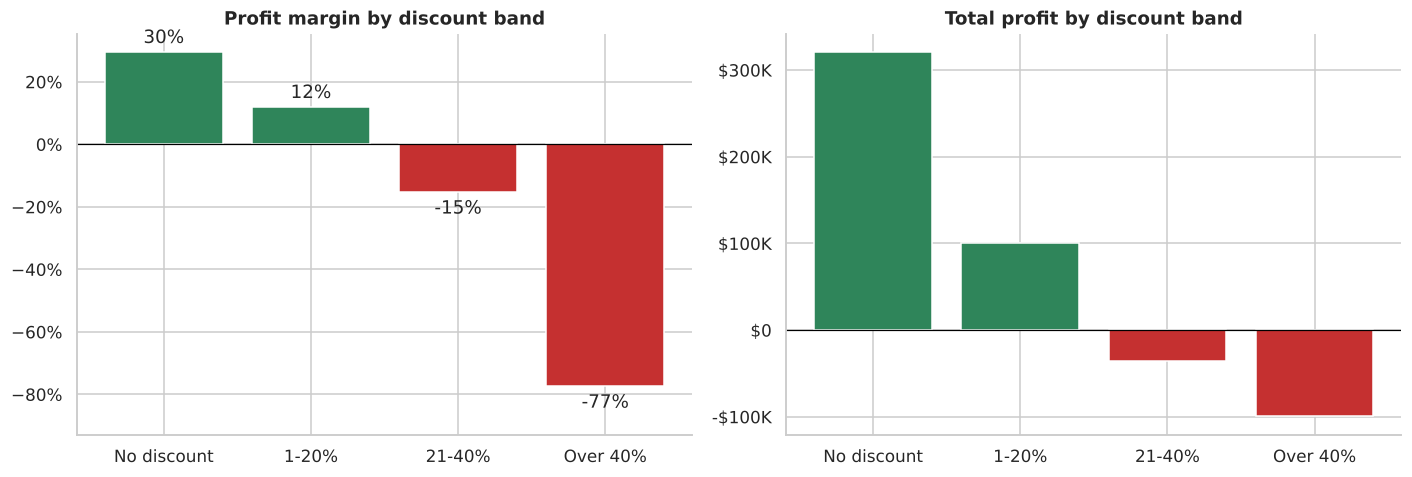 Profit margin by discount band
30%
12%
-15%
-77%
20%
0%
−20%
−40%
−60%
−80%
No discount 1-20% 21-40% Over 40%
Total profit by discount band
$300K
$200K
$100K
$0
-$100K
No discount 1-20% 21-40% Over 40%